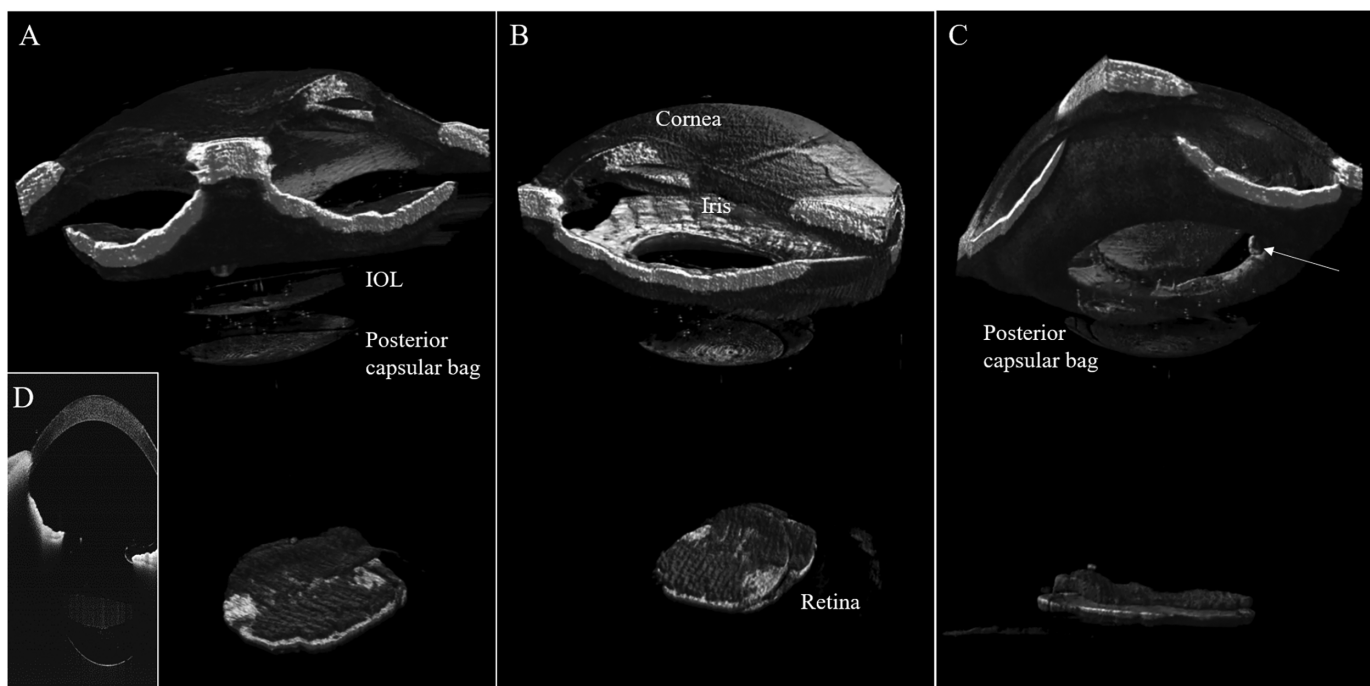 A
B
C
Cornea
Iris
IOL
Posterior
capsular bag
Posterior
capsular bag
D
Retina